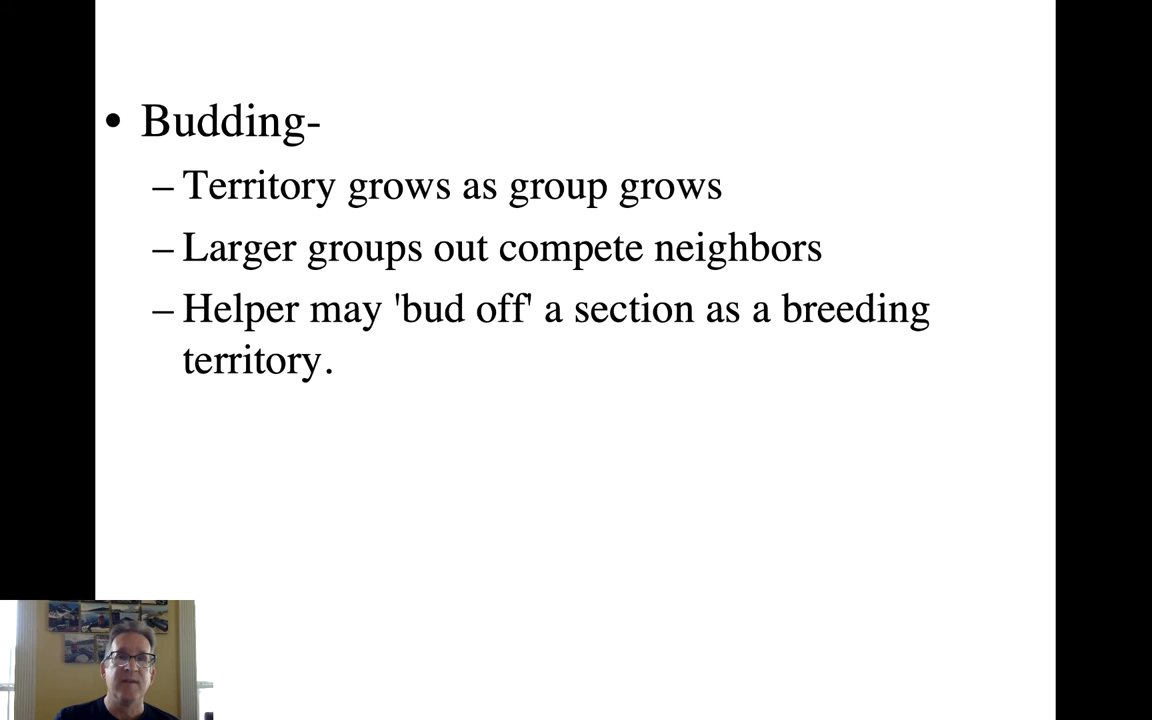 • Budding-
– Territory grows as group grows
– Larger groups out compete neighbors
– Helper may 'bud off' a section as a breeding
territory.